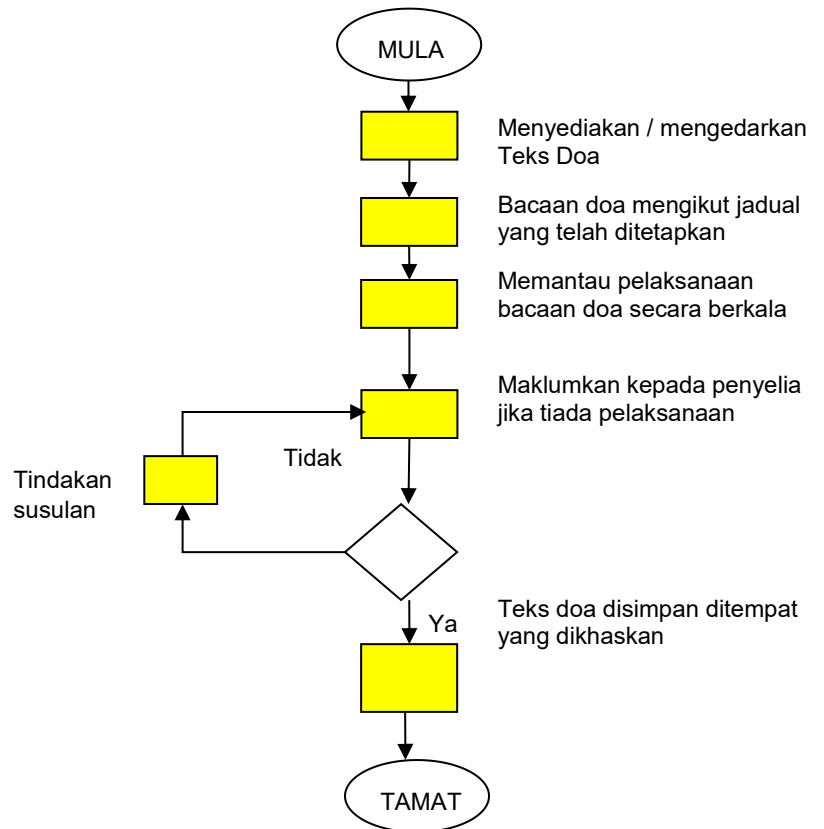 MULA
Menyediakan / mengedarkan
Teks Doa
Bacaan doa mengikut jadual
yang telah ditetapkan
Memantau pelaksanaan
bacaan doa secara berkala
Maklumkan kepada penyelia
jika tiada pelaksanaan
Tidak
Tindakan
susulan
Ya
Teks doa disimpan ditempat
yang dikhaskan
TAMAT